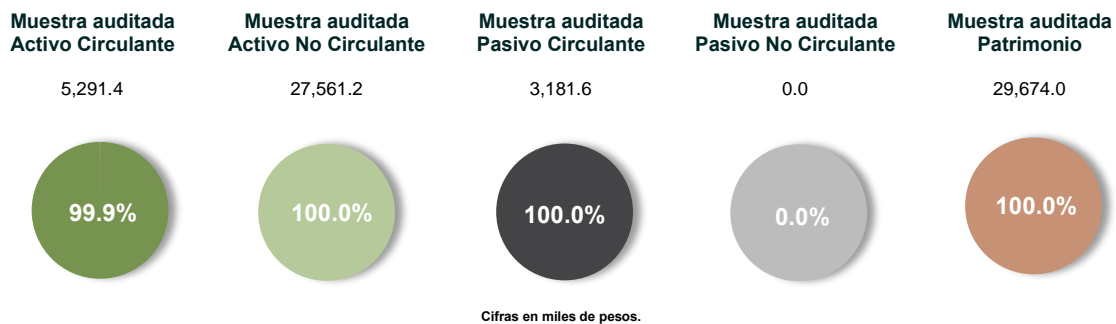 Muestra auditada
Activo Circulante
Muestra auditada
Activo No Circulante
Muestra auditada
Pasivo Circulante
Muestra auditada
Pasivo No Circulante
Muestra auditada
Patrimonio
5,291.4
27,561.2
3,181.6
0.0
29,674.0
99.9%
100.0%
100.0%
0.0%
100.0%
Cifras en miles de pesos.